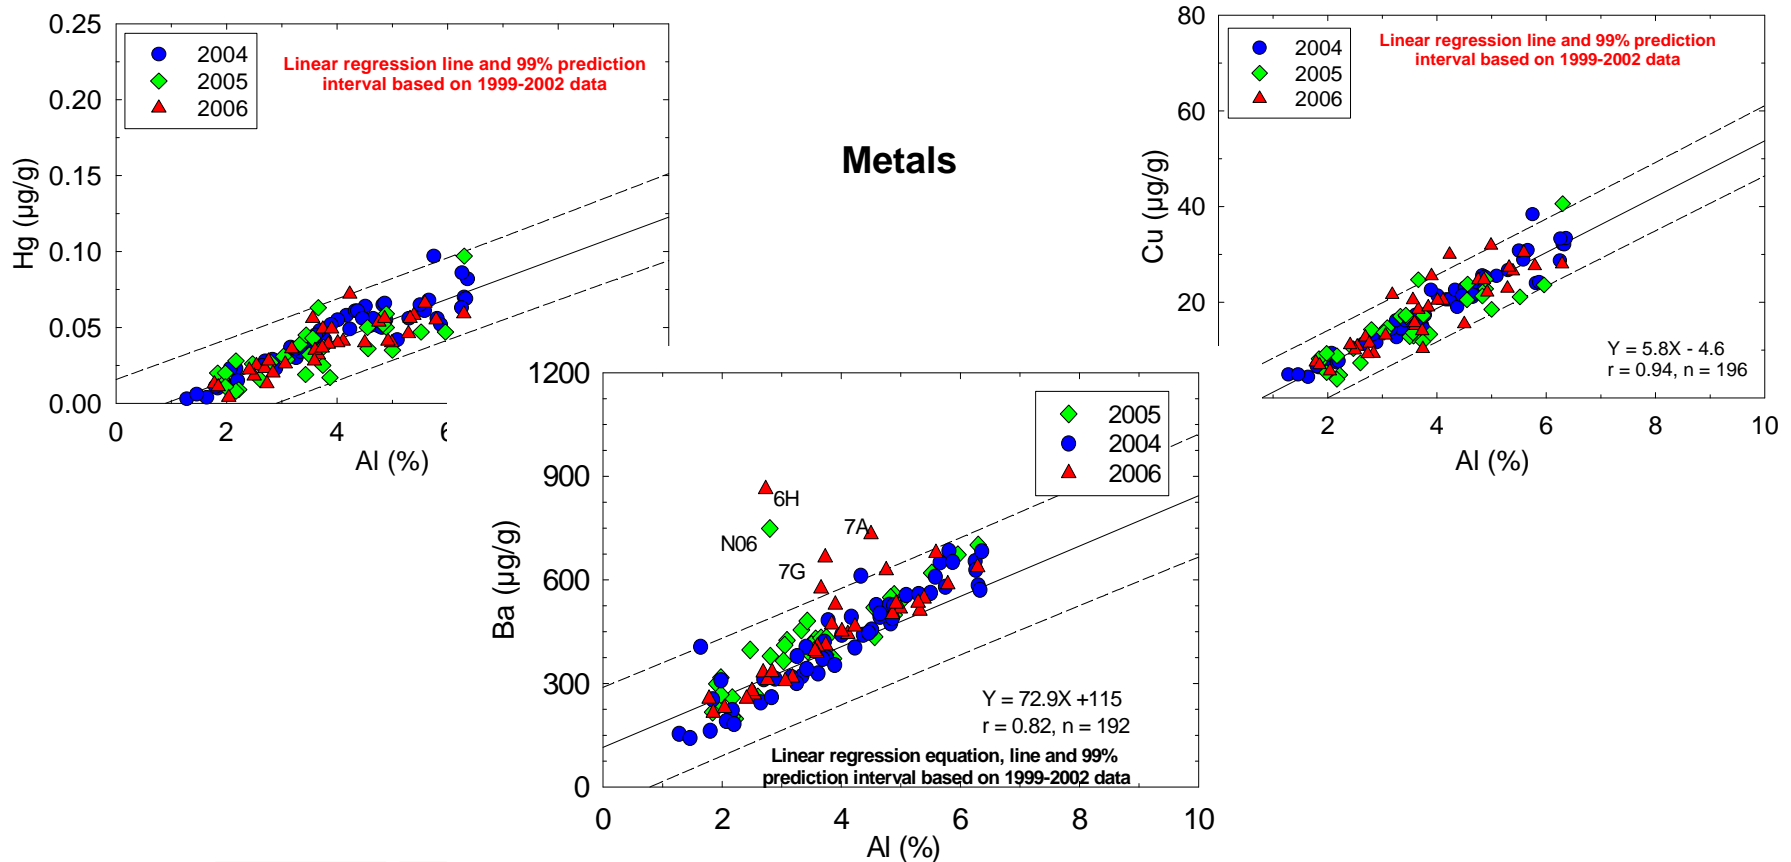 Metals
0.25
0.20
0.15
0.10
0.05
0.00
Hg (µg/g)
2004
2005
2006
Linear regression line and 99% prediction
interval based on 1999-2002 data
0 2 4 6
Al (%)
80
60
40
20
Cu (µg/g)
2004
2005
2006
Linear regression line and 99% prediction
interval based on 1999-2002 data
Y = 5.8X - 4.6
r = 0.94, n = 196
2 4 6 8 10
Al (%)
1200
900
600
300
0
Ba (µg/g)
2005
2004
2006
6H
N06
7A
7G
Y = 72.9X +115
r = 0.82, n = 192
Linear regression equation, line and 99%
prediction interval based on 1999-2002 data
0 2 4 6 8 10
Al (%)